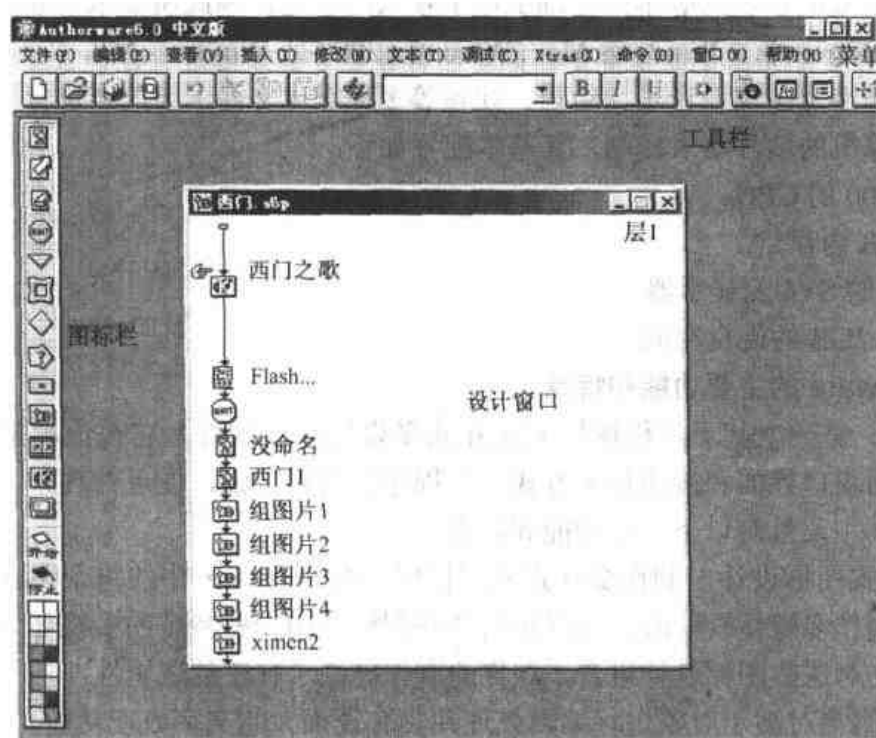 Authorware5.0 中文版
文件(F) 编辑(E) 查看(V) 插入(I) 修改(M) 文本(T) 调试(C) Xtras(X) 命令(O) 窗口(W) 帮助(H) 菜单
B I U
工具栏
西门.a5p
层1
西门之歌
图标栏
Flash...
设计窗口
没命名
西门1
组图片1
组图片2
组图片3
组图片4
ximen2
开始
停止